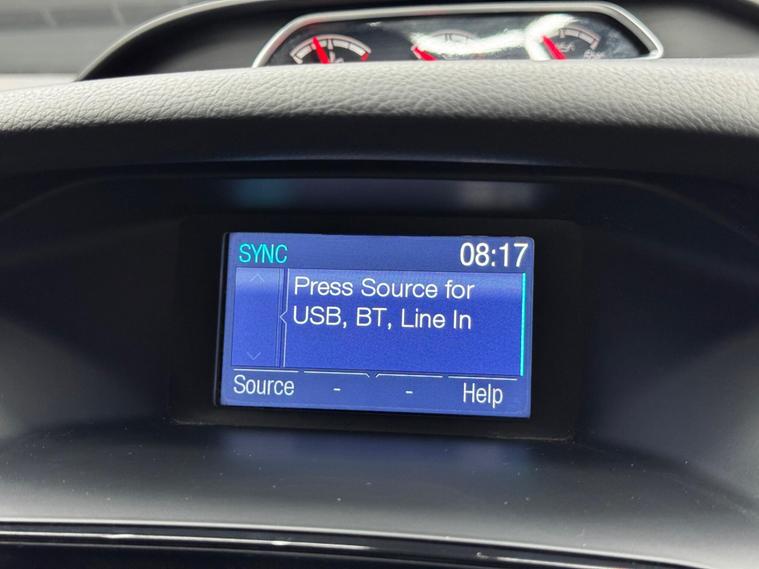 SYNC 08:17
Press Source for
USB, BT, Line In
Source - - Help